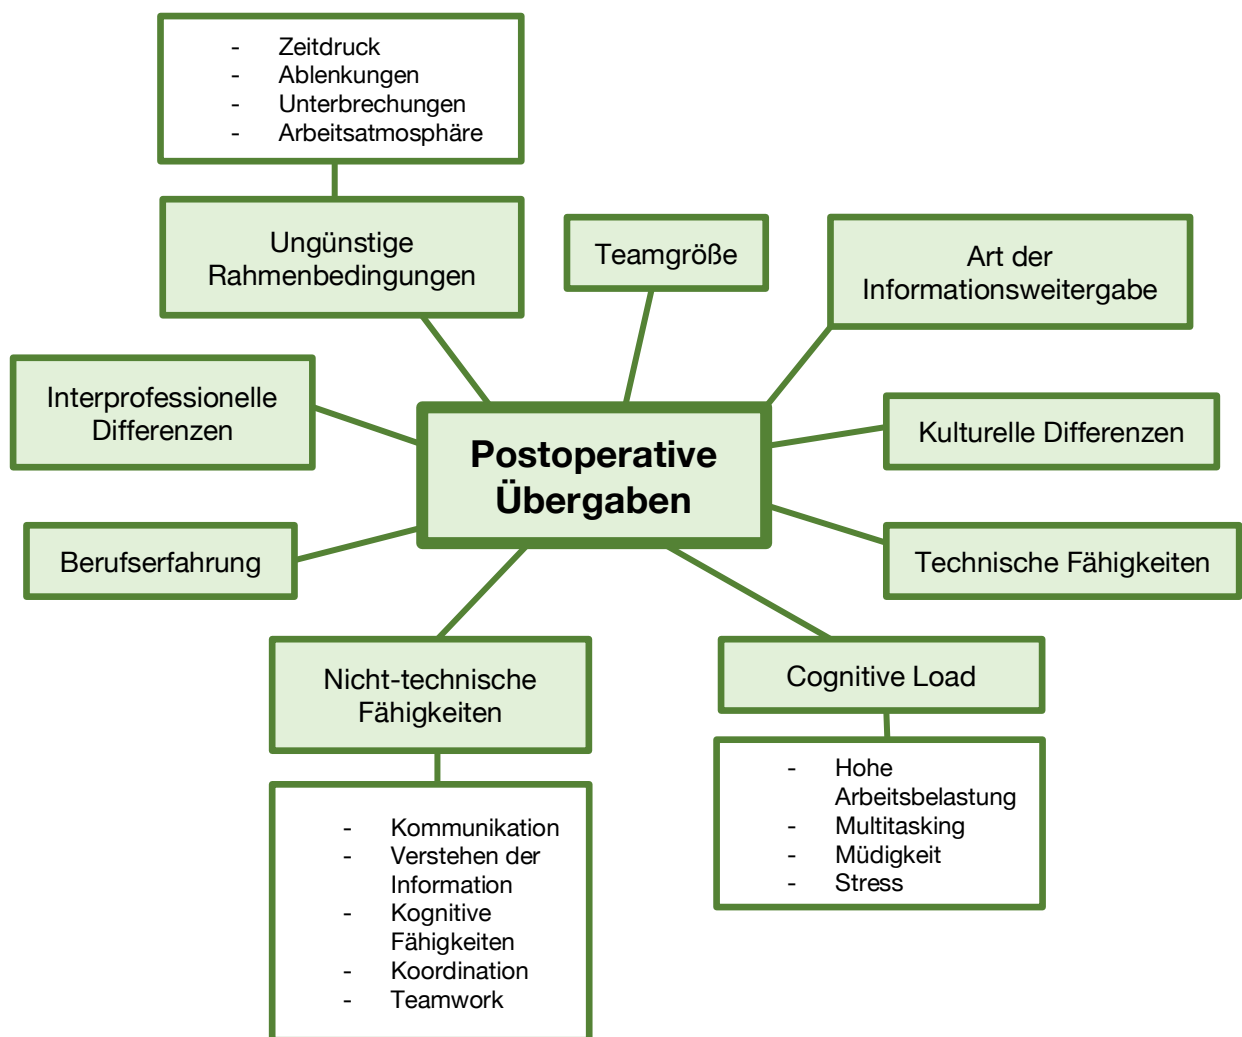 - Zeitdruck
- Ablenkungen
- Unterbrechungen
- Arbeitsatmosphäre
Ungünstige
Rahmenbedingungen
Teamgröße
Art der
Informationsweitergabe
Interprofessionelle
Differenzen
Postoperative
Übergaben
Kulturelle Differenzen
Berufserfahrung
Technische Fähigkeiten
Nicht-technische
Fähigkeiten
Cognitive Load
- Kommunikation
- Verstehen der
Information
- Kognitive
Fähigkeiten
- Koordination
- Teamwork
- Hohe
Arbeitsbelastung
- Multitasking
- Müdigkeit
- Stress